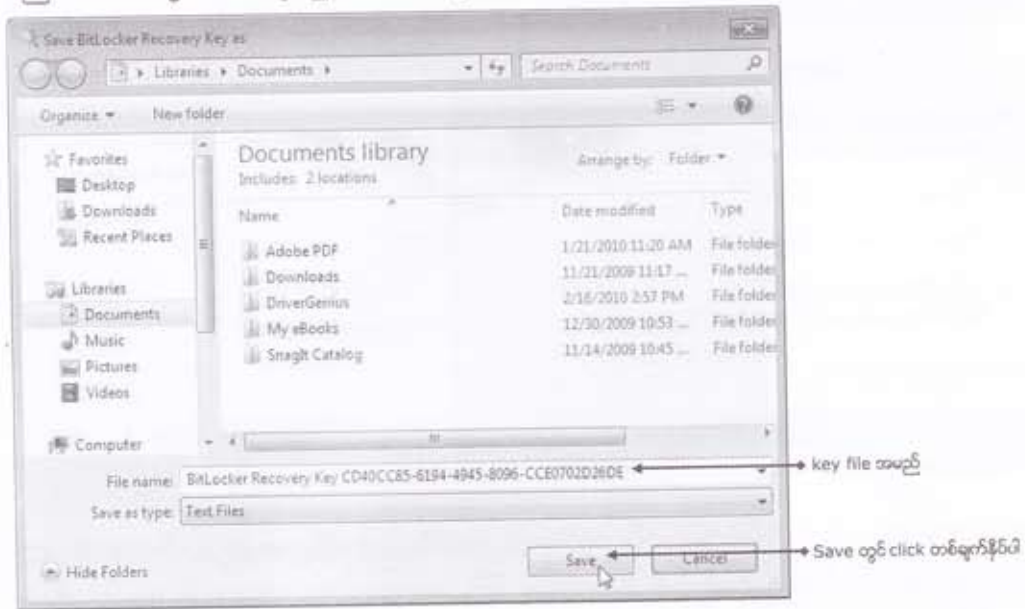 Save BitLocker Recovery Key as
Libraries ▸ Documents ▸
Search Documents
Organize New folder
Favorites
Desktop
Downloads
Recent Places
Libraries
Documents
Music
Pictures
Videos
Computer
Documents library
Includes: 2 locations
Arrange by: Folder
Name Date modified Type
Adobe PDF 1/21/2010 11:20 AM File folder
Downloads 11/21/2009 11:17 ... File folder
DriverGenius 2/16/2010 2:57 PM File folder
My eBooks 12/30/2009 10:53 ... File folder
SnagIt Catalog 11/14/2009 10:45 ... File folder
File name: BitLocker Recovery Key CD40CC85-6194-4945-8096-CCE0702D26DE
key file အမည်
Save as type: Text Files
Hide Folders
Save
Cancel
Save တွင် click တစ်ချက်နှိပ်ပါ